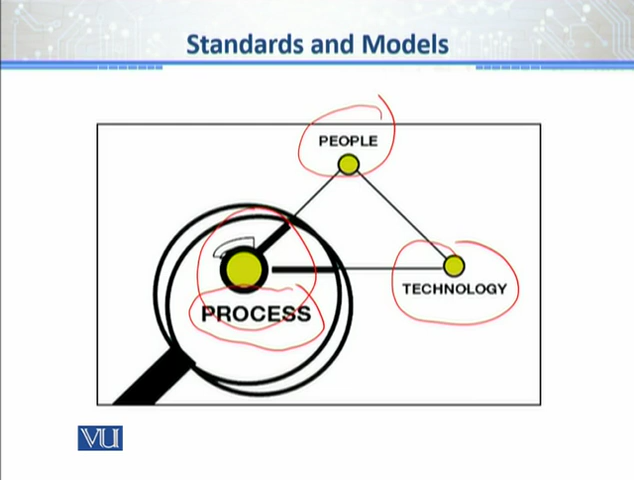 Standards and Models
PEOPLE
TECHNOLOGY
PROCESS
VU